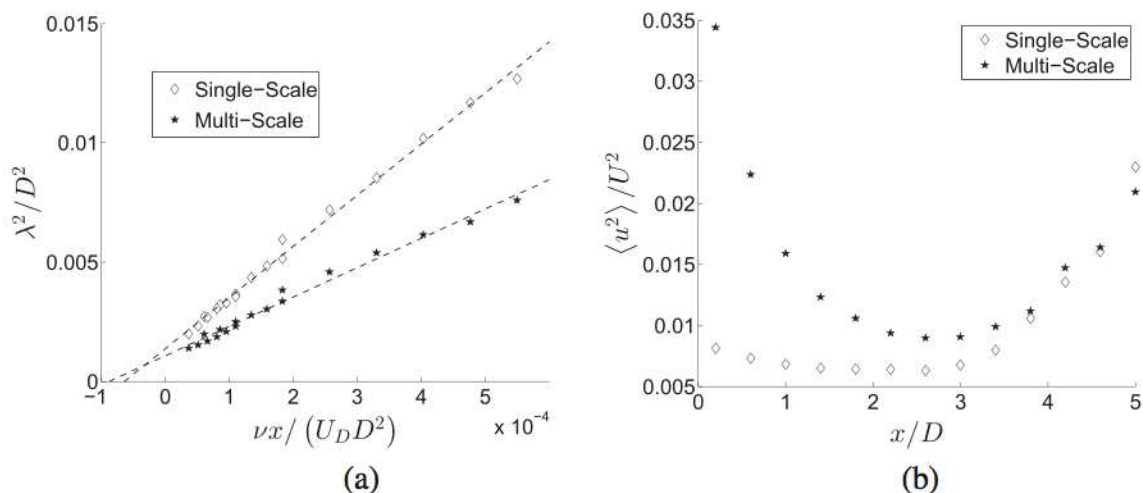 0.015
0.01
0.005
0
λ²/D²
Single−Scale
Multi−Scale
−1 0 1 2 3 4 5
x 10⁻⁴
νx/ (U_D D²)
(a)
0.035
0.03
0.025
0.02
0.015
0.01
0.005
⟨u²⟩/U²
Single−Scale
Multi−Scale
0 1 2 3 4 5
x/D
(b)